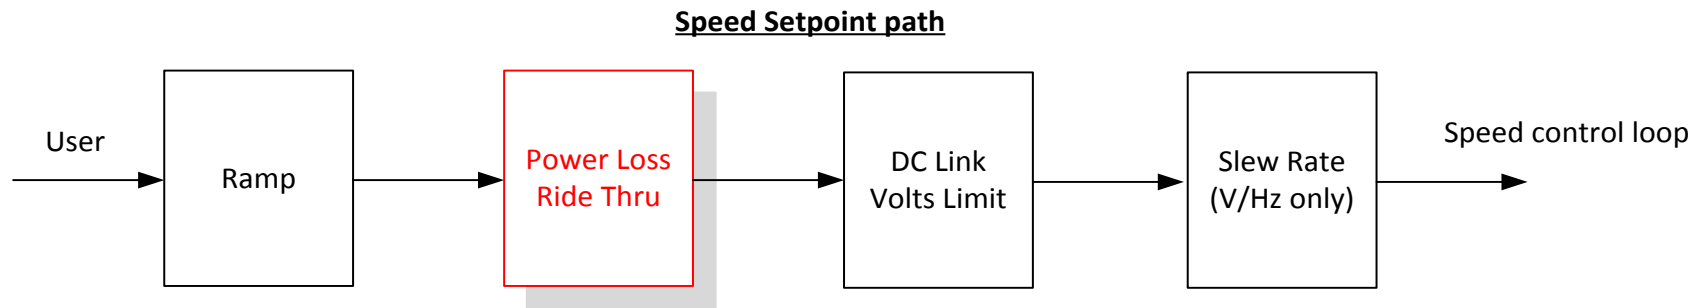 Speed Setpoint path
User
Ramp
Power Loss
Ride Thru
DC Link
Volts Limit
Slew Rate
(V/Hz only)
Speed control loop